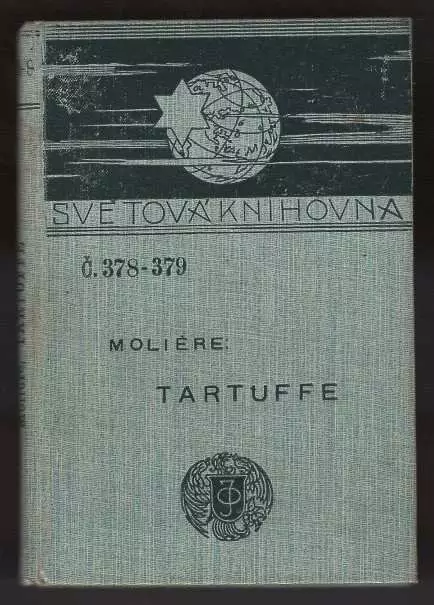 SVĚTOVÁ KNIHOVNA
Č. 378-379
MOLIÉRE:
TARTUFFE